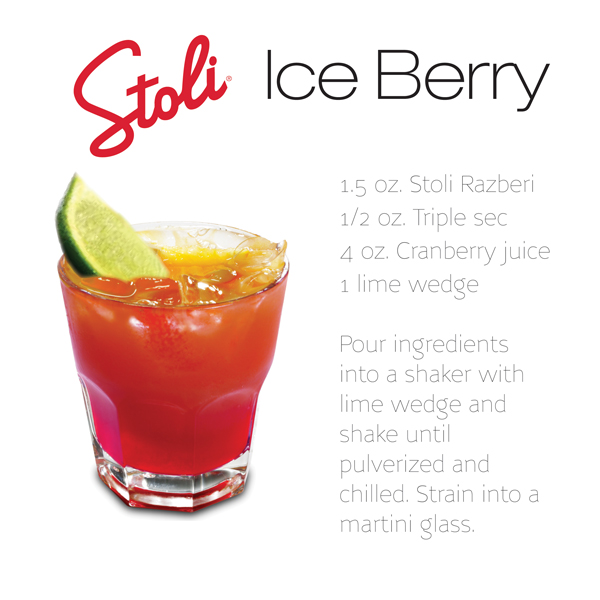 Stoli® Ice Berry
1.5 oz. Stoli Razberi
1/2 oz. Triple sec
4 oz. Cranberry juice
1 lime wedge
Pour ingredients
into a shaker with
lime wedge and
shake until
pulverized and
chilled. Strain into a
martini glass.